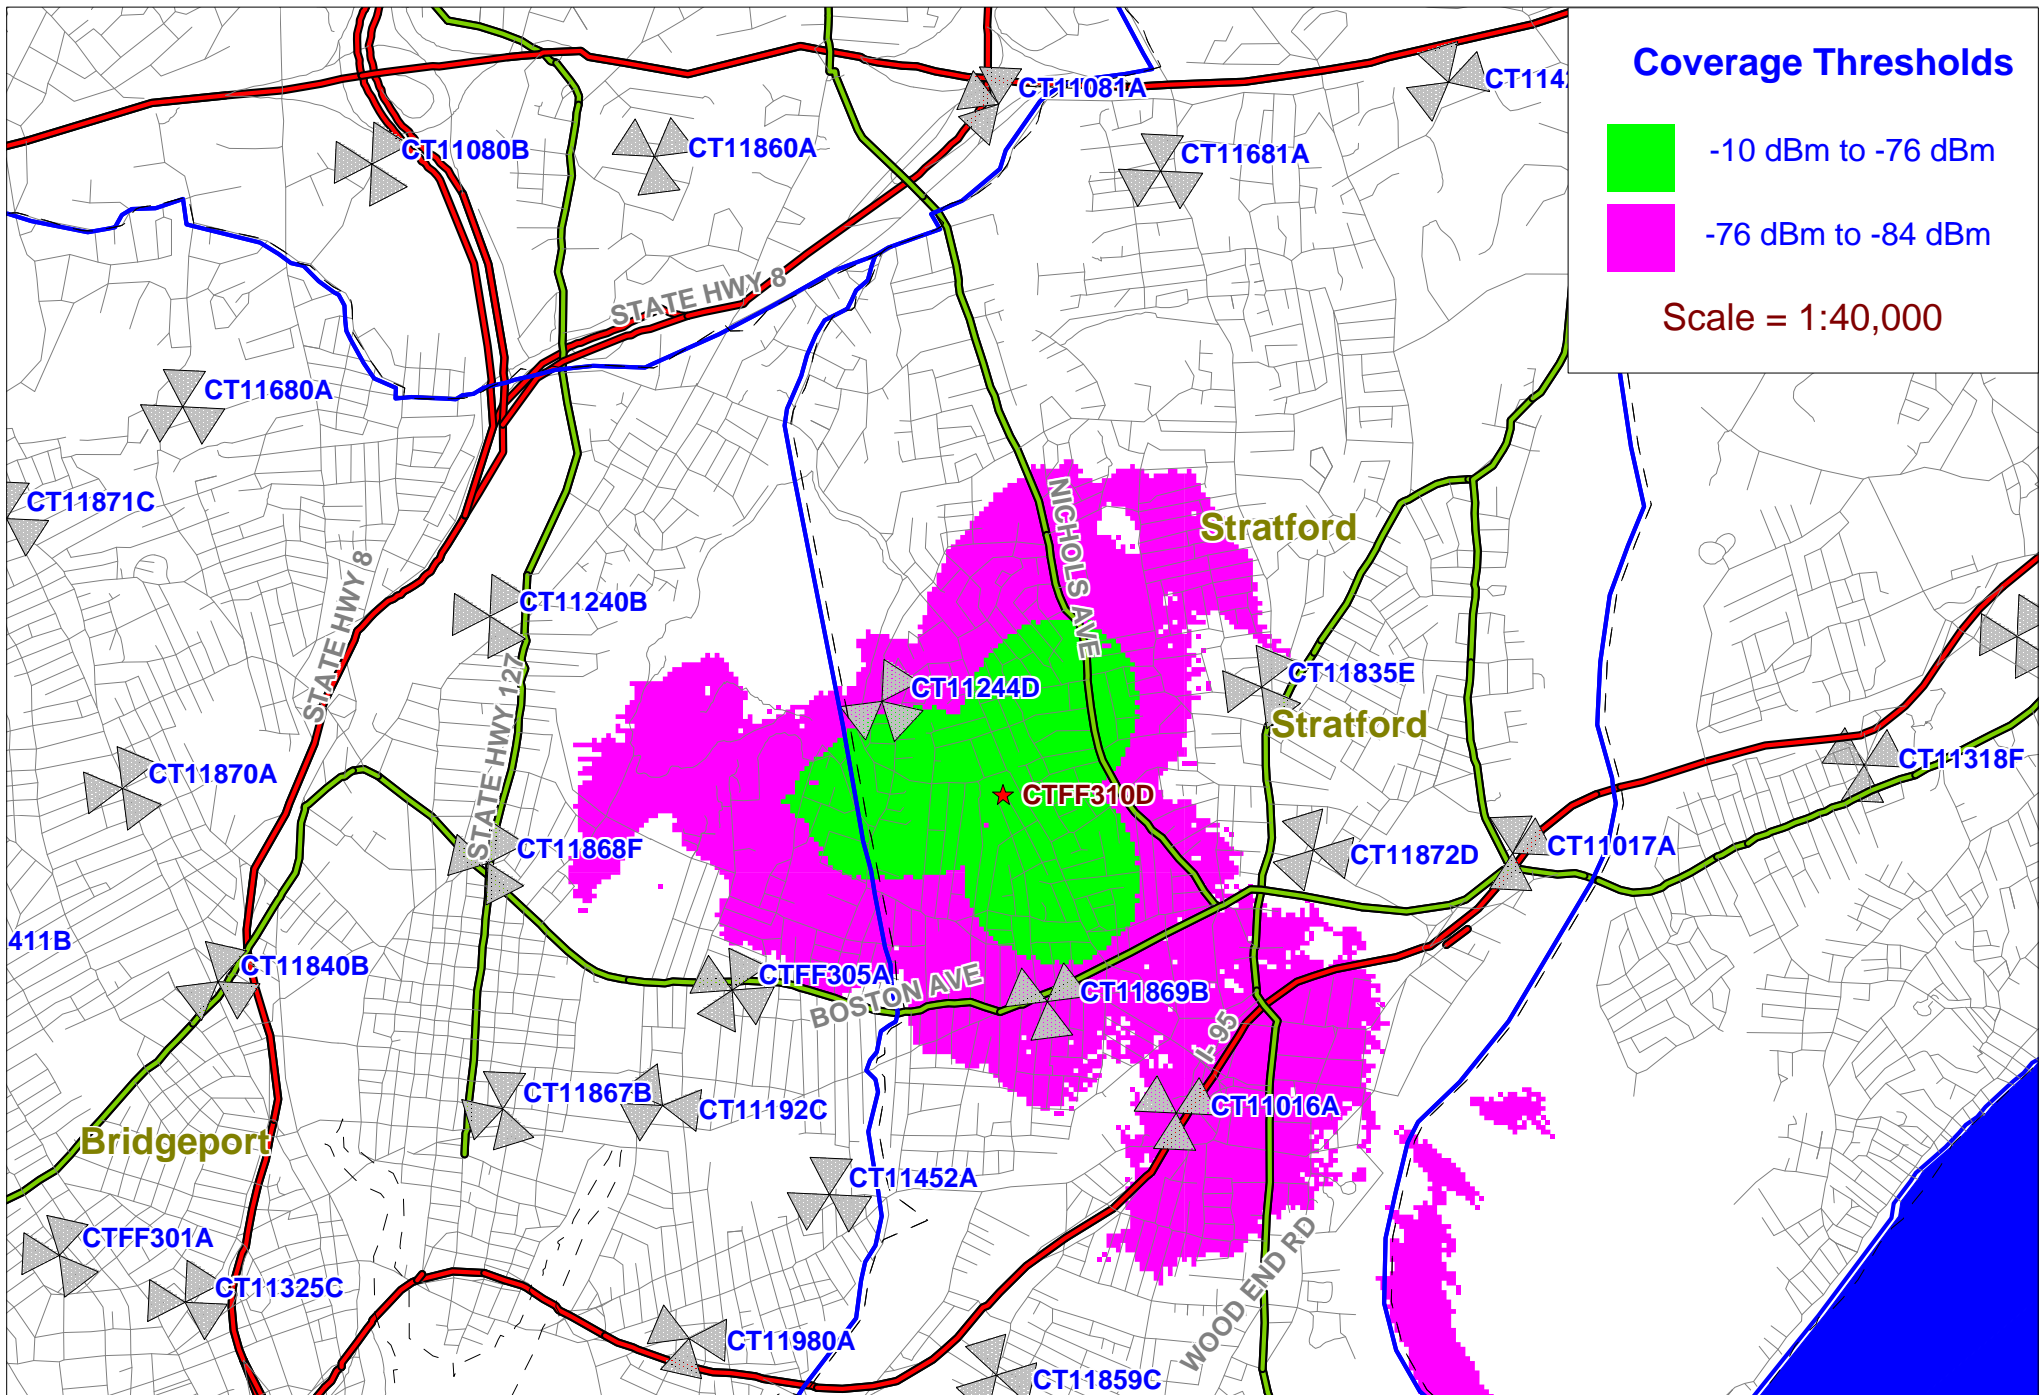 Coverage Thresholds
-10 dBm to -76 dBm
-76 dBm to -84 dBm
Scale = 1:40,000
CT11081A
CT1142
CT11080B
CT11860A
CT11681A
STATE HWY 8
CT11680A
CT11871C
NICHOLS AVE
Stratford
STATE HWY 8
CT11240B
STATE HWY 127
CT11244D
CT11835E
Stratford
CT11870A
CTFF310D
CT11318F
CT11868F
CT11872D
CT11017A
411B
CT11840B
CTFF305A
BOSTON AVE
CT11869B
I-95
CT11867B
CT11192C
CT11016A
Bridgeport
CT11452A
CTFF301A
WOOD END RD
CT11325C
CT11980A
CT11859C